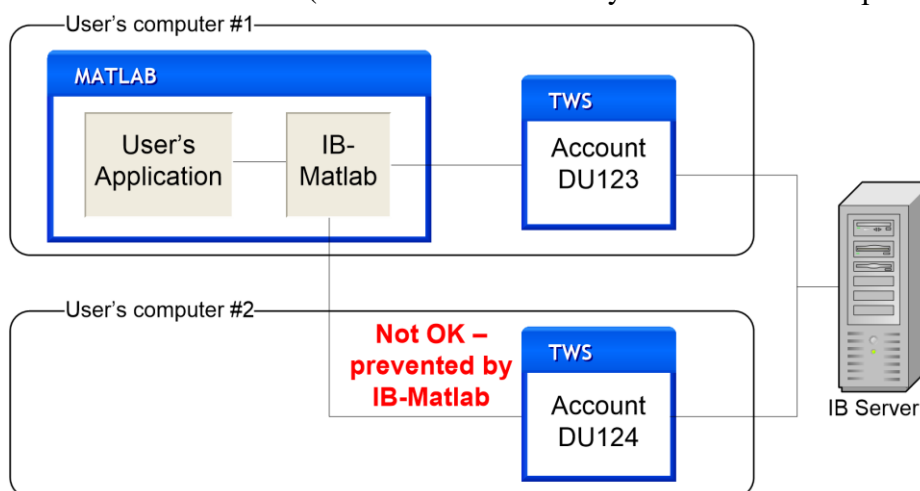 User's computer #1
MATLAB
User's
Application
IB-
Matlab
TWS
Account
DU123
User's computer #2
Not OK –
prevented by
IB-Matlab
TWS
Account
DU124
IB Server